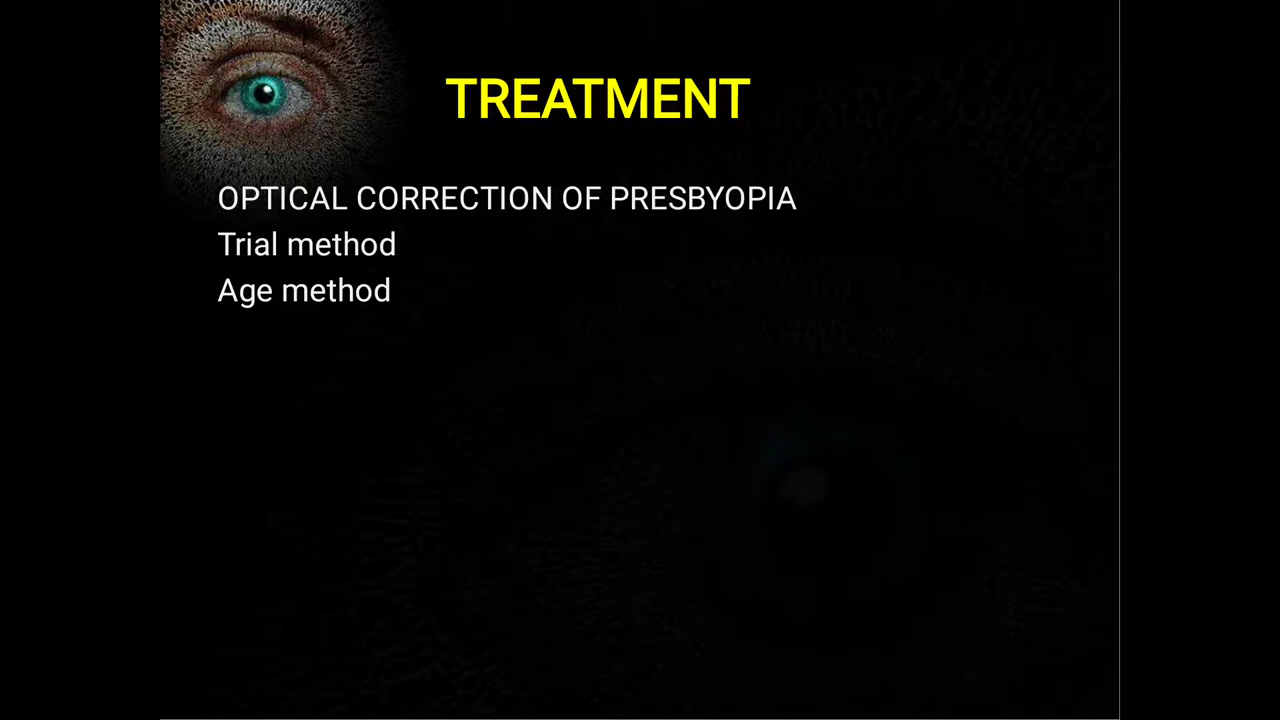 TREATMENT
OPTICAL CORRECTION OF PRESBYOPIA
Trial method
Age method